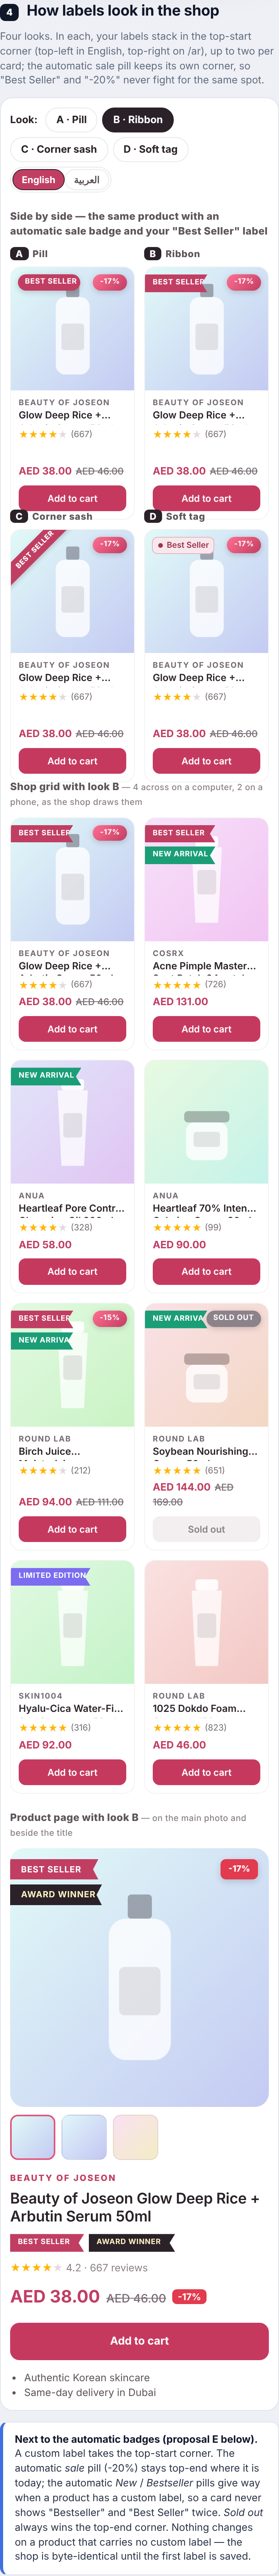 4 How labels look in the shop
Four looks. In each, your labels stack in the top-start
corner (top-left in English, top-right on /ar), up to two per
card; the automatic sale pill keeps its own corner, so
"Best Seller" and "-20%" never fight for the same spot.
Look: A · Pill B · Ribbon
C · Corner sash D · Soft tag
English العربية
Side by side — the same product with an
automatic sale badge and your "Best Seller" label
A Pill
BEST SELLER -17%
BEAUTY OF JOSEON
Glow Deep Rice +...
★★★★★ (667)
AED 38.00 AED 46.00
Add to cart
B Ribbon
BEST SELLER -17%
BEAUTY OF JOSEON
Glow Deep Rice +...
★★★★★ (667)
AED 38.00 AED 46.00
Add to cart
C Corner sash
BEST SELLER -17%
BEAUTY OF JOSEON
Glow Deep Rice +...
★★★★★ (667)
AED 38.00 AED 46.00
Add to cart
D Soft tag
Best Seller -17%
BEAUTY OF JOSEON
Glow Deep Rice +...
★★★★★ (667)
AED 38.00 AED 46.00
Add to cart
Shop grid with look B — 4 across on a computer, 2 on a
phone, as the shop draws them
BEST SELLER -17%
BEAUTY OF JOSEON
Glow Deep Rice +...
★★★★★ (667)
AED 38.00 AED 46.00
Add to cart
BEST SELLER
NEW ARRIVAL
COSRX
Acne Pimple Master...
★★★★★ (726)
AED 131.00
Add to cart
NEW ARRIVAL
ANUA
Heartleaf Pore Contr...
★★★★★ (328)
AED 58.00
Add to cart
ANUA
Heartleaf 70% Inten...
★★★★★ (99)
AED 90.00
Add to cart
BEST SELLER -15%
NEW ARRIVA
ROUND LAB
Birch Juice...
★★★★★ (212)
AED 94.00 AED 111.00
Add to cart
NEW ARRIVA SOLD OUT
ROUND LAB
Soybean Nourishing...
★★★★★ (651)
AED 144.00 AED
169.00
Sold out
LIMITED EDITION
SKIN1004
Hyalu-Cica Water-Fi...
★★★★★ (316)
AED 92.00
Add to cart
ROUND LAB
1025 Dokdo Foam...
★★★★★ (823)
AED 46.00
Add to cart
Product page with look B — on the main photo and
beside the title
BEST SELLER -17%
AWARD WINNER
BEAUTY OF JOSEON
Beauty of Joseon Glow Deep Rice +
Arbutin Serum 50ml
BEST SELLER AWARD WINNER
★★★★★ 4.2 · 667 reviews
AED 38.00 AED 46.00 -17%
Add to cart
• Authentic Korean skincare
• Same-day delivery in Dubai
Next to the automatic badges (proposal E below).
A custom label takes the top-start corner. The
automatic sale pill (-20%) stays top-end where it is
today; the automatic New / Bestseller pills give way
when a product has a custom label, so a card never
shows "Bestseller" and "Best Seller" twice. Sold out
always wins the top-end corner. Nothing changes
on a product that carries no custom label — the
shop is byte-identical until the first label is saved.